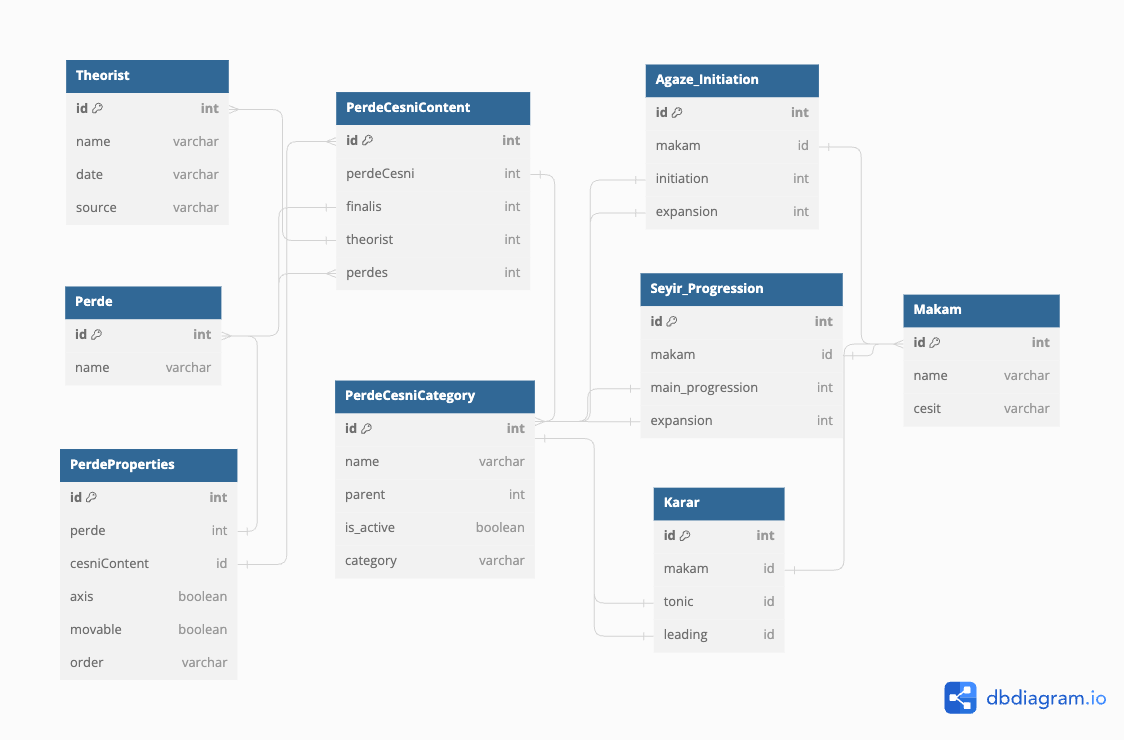 Theorist
id int
name varchar
date varchar
source varchar
Perde
id int
name varchar
PerdeProperties
id int
perde int
cesniContent id
axis boolean
movable boolean
order varchar
PerdeCesniContent
id int
perdeCesni int
finalis int
theorist int
perdes int
PerdeCesniCategory
id int
name varchar
parent int
is_active boolean
category varchar
Agaze_Initiation
id int
makam id
initiation int
expansion int
Seyir_Progression
id int
makam id
main_progression int
expansion int
Karar
id int
makam id
tonic id
leading id
Makam
id int
name varchar
cesit varchar
dbdiagram.io